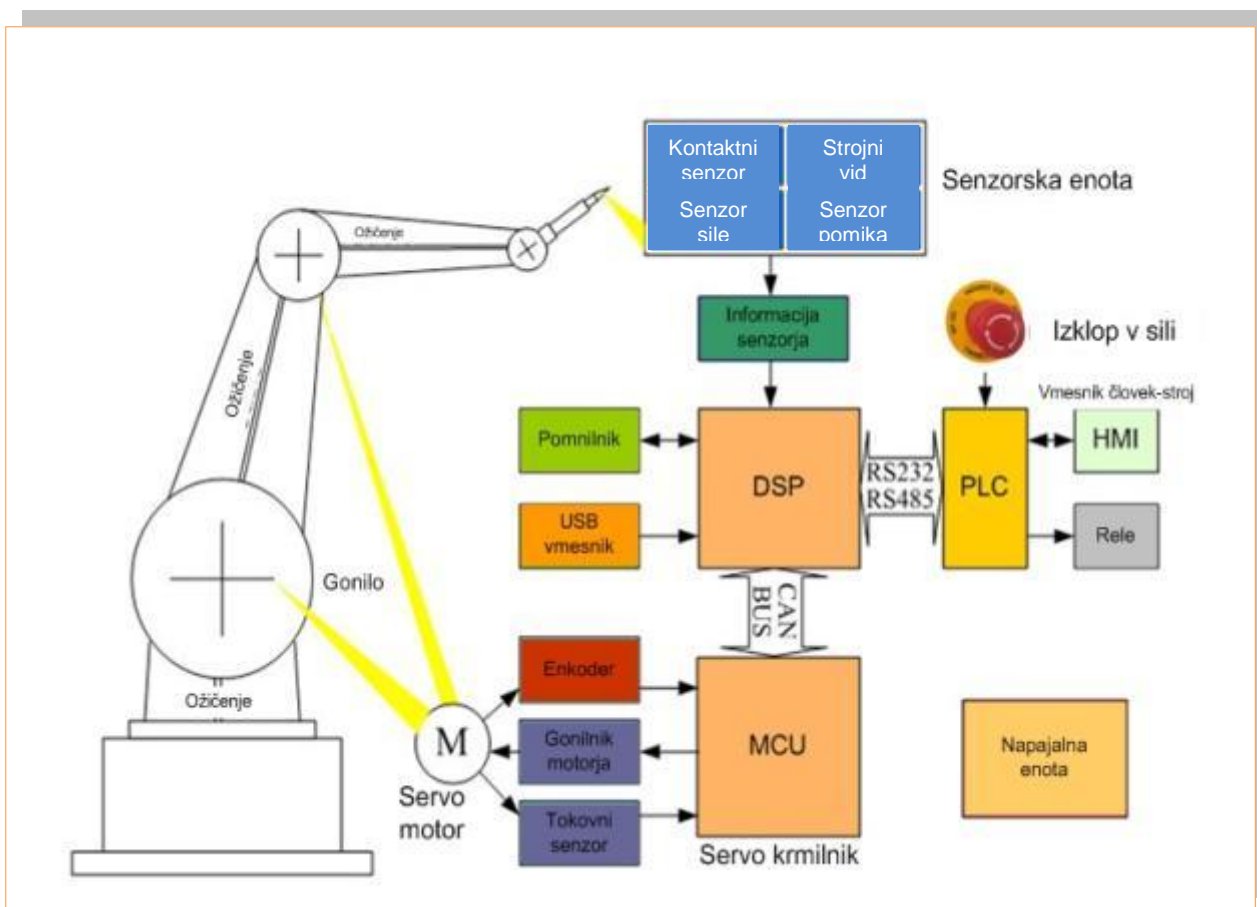 Kontaktni
senzor
Strojni
vid
Senzor
sile
Senzor
pomika
Senzorska enota
Ožičenje
Informacija
senzorja
Izklop v sili
Vmesnik človek-stroj
Ožičenje
Pomnilnik
DSP
RS232
RS485
PLC
HMI
USB
vmesnik
Rele
Gonilo
CAN
BUS
Enkoder
Ožičenje
M
Gonilnik
motorja
MCU
Napajalna
enota
Servo
motor
Tokovni
senzor
Servo krmilnik